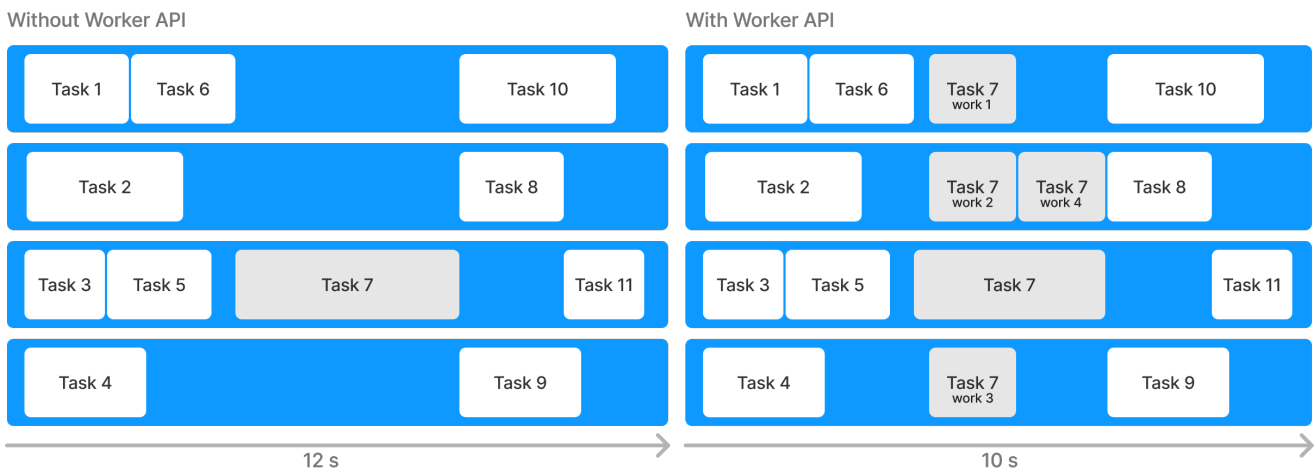 Without Worker API
Task 1
Task 6
Task 10
Task 2
Task 8
Task 3
Task 5
Task 7
Task 11
Task 4
Task 9
12 s
With Worker API
Task 1
Task 6
Task 7
work 1
Task 10
Task 2
Task 7
work 2
Task 7
work 4
Task 8
Task 3
Task 5
Task 7
Task 11
Task 4
Task 7
work 3
Task 9
10 s